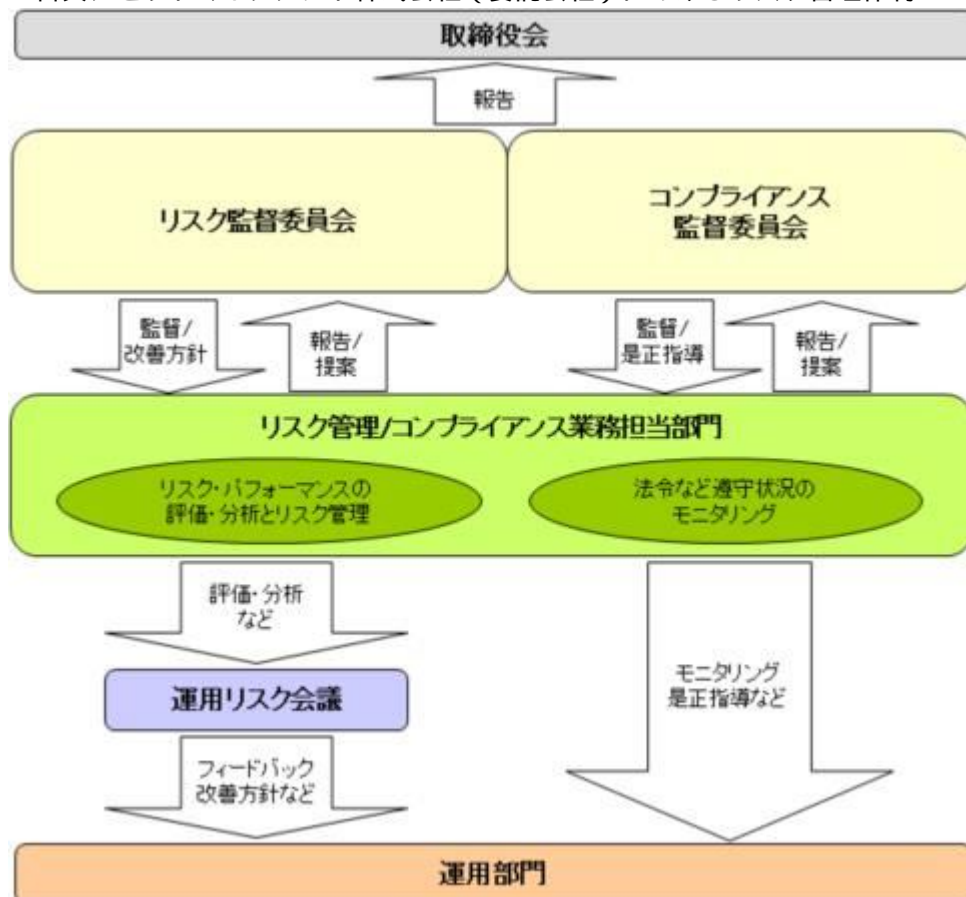 取締役会
報告
リスク監督委員会
コンプライアンス
監督委員会
監督/
改善方針
報告/
提案
監督/
是正指導
報告/
提案
リスク管理/コンプライアンス業務担当部門
リスク・パフォーマンスの
評価・分析とリスク管理
法令など遵守状況の
モニタリング
評価・分析
など
運用リスク会議
モニタリング
是正指導など
フィードバック
改善方針など
運用部門